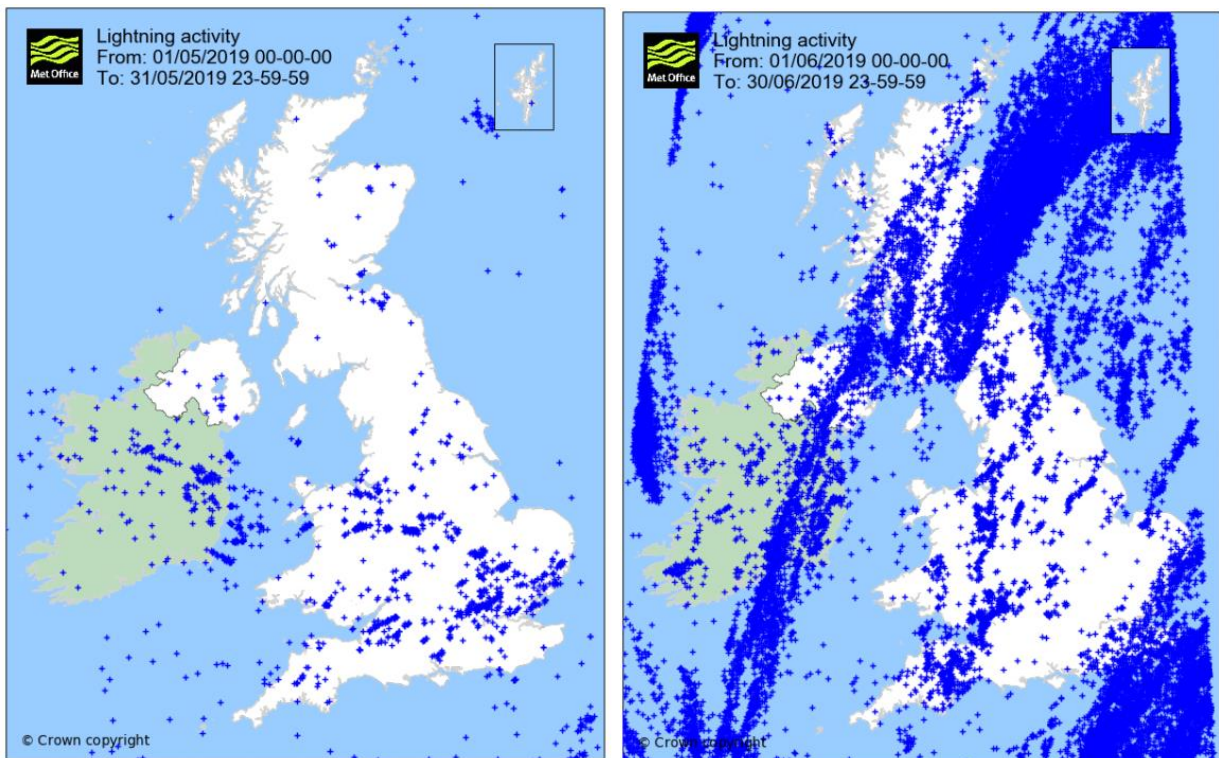 Lightning activity
From: 01/05/2019 00-00-00
To: 31/05/2019 23-59-59
Met Office
© Crown copyright
Lightning activity
From: 01/06/2019 00-00-00
To: 30/06/2019 23-59-59
Met Office
© Crown copyright